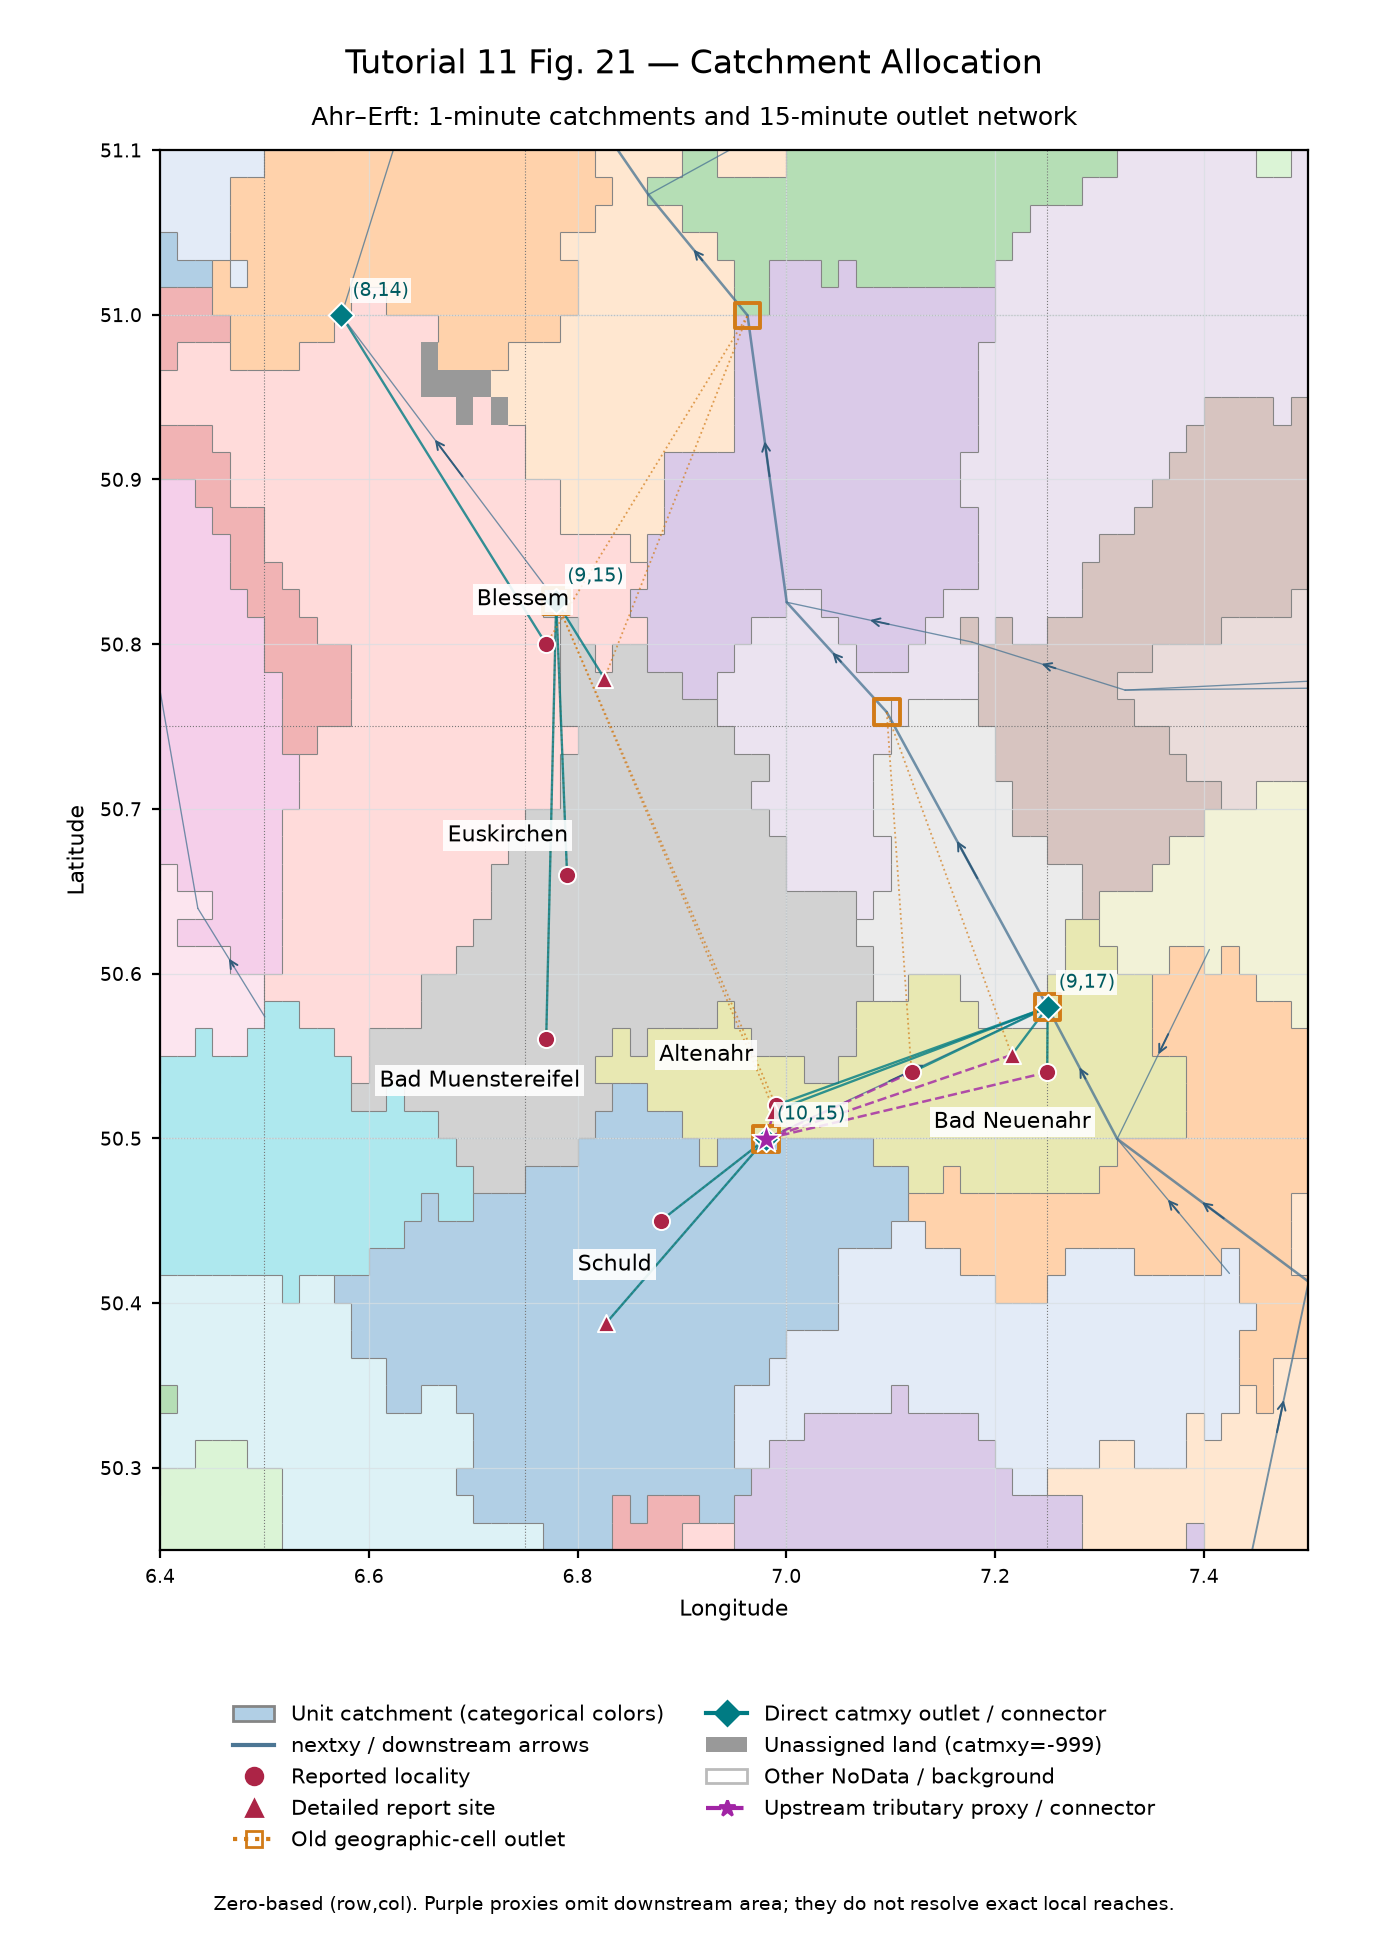 Tutorial 11 Fig. 21 — Catchment Allocation
Ahr–Erft: 1-minute catchments and 15-minute outlet network
51.1
(8,14)
51.0
50.9
(9,15)
Blessem
50.8
50.7
Euskirchen
Latitude
50.6
(9,17)
Altenahr
Bad Muenstereifel
(10,15)
Bad Neuenahr
50.5
Schuld
50.4
50.3
6.4
6.6
6.8
7.0
7.2
7.4
Longitude
Unit catchment (categorical colors)
nextxy / downstream arrows
Reported locality
Detailed report site
Old geographic-cell outlet
Direct catmxy outlet / connector
Unassigned land (catmxy=-999)
Other NoData / background
Upstream tributary proxy / connector
Zero-based (row,col). Purple proxies omit downstream area; they do not resolve exact local reaches.